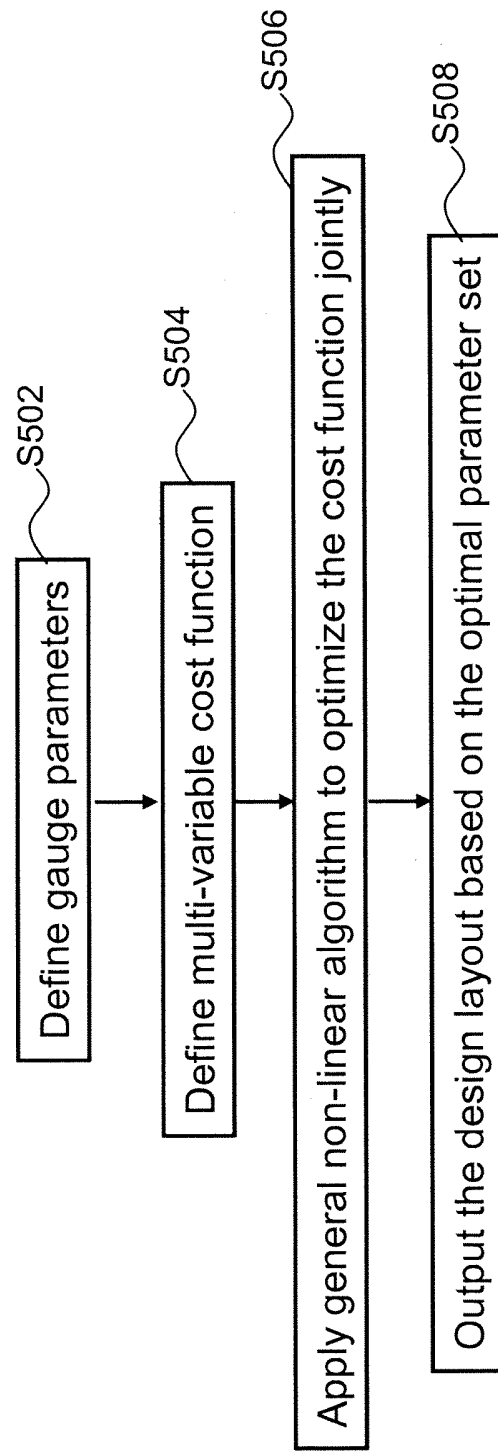 Define gauge parameters
S502
Define multi-variable cost function
S504
Apply general non-linear algorithm to optimize the cost function jointly
S506
Output the design layout based on the optimal parameter set
S508